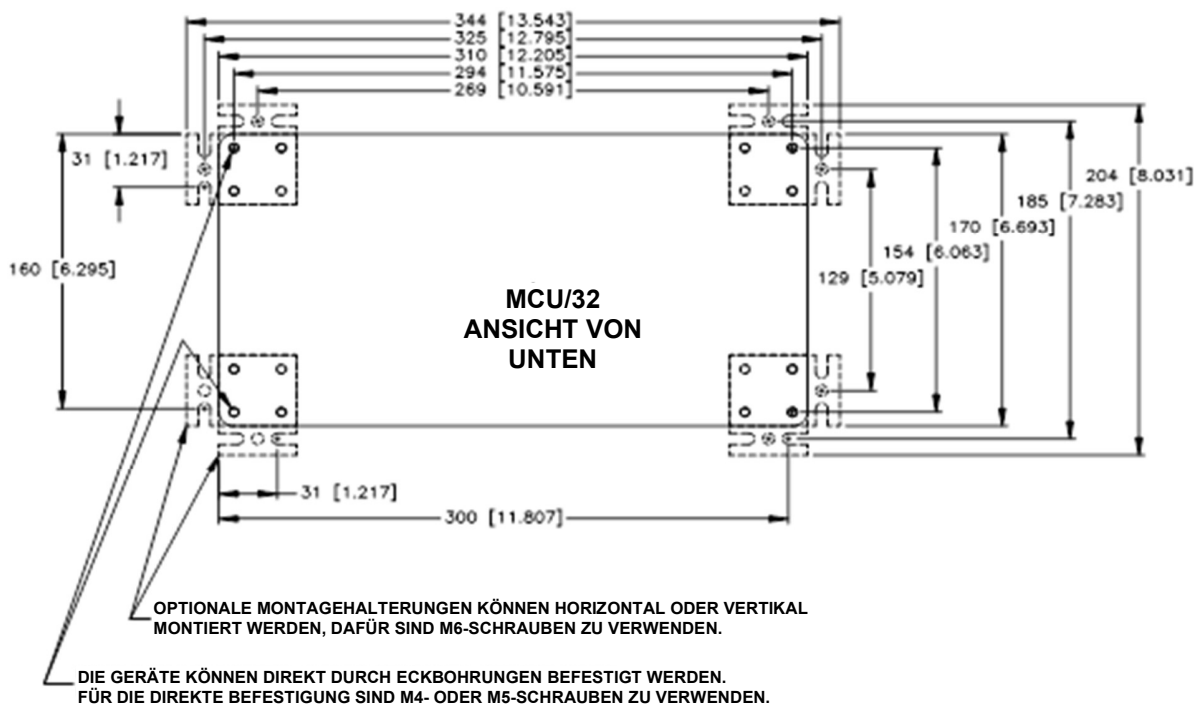 344 [13.543]
325 [12.795]
310 [12.205]
294 [11.575]
269 [10.591]
31 [1.217]
204 [8.031]
185 [7.283]
170 [6.693]
154 [6.063]
129 [5.079]
160 [6.295]
MCU/32
ANSICHT VON
UNTEN
31 [1.217]
300 [11.807]
OPTIONALE MONTAGEHALTERUNGEN KÖNNEN HORIZONTAL ODER VERTIKAL
MONTIERT WERDEN, DAFÜR SIND M6-SCHRAUBEN ZU VERWENDEN.
DIE GERÄTE KÖNNEN DIREKT DURCH ECKBOHRUNGEN BEFESTIGT WERDEN.
FÜR DIE DIREKTE BEFESTIGUNG SIND M4- ODER M5-SCHRAUBEN ZU VERWENDEN.